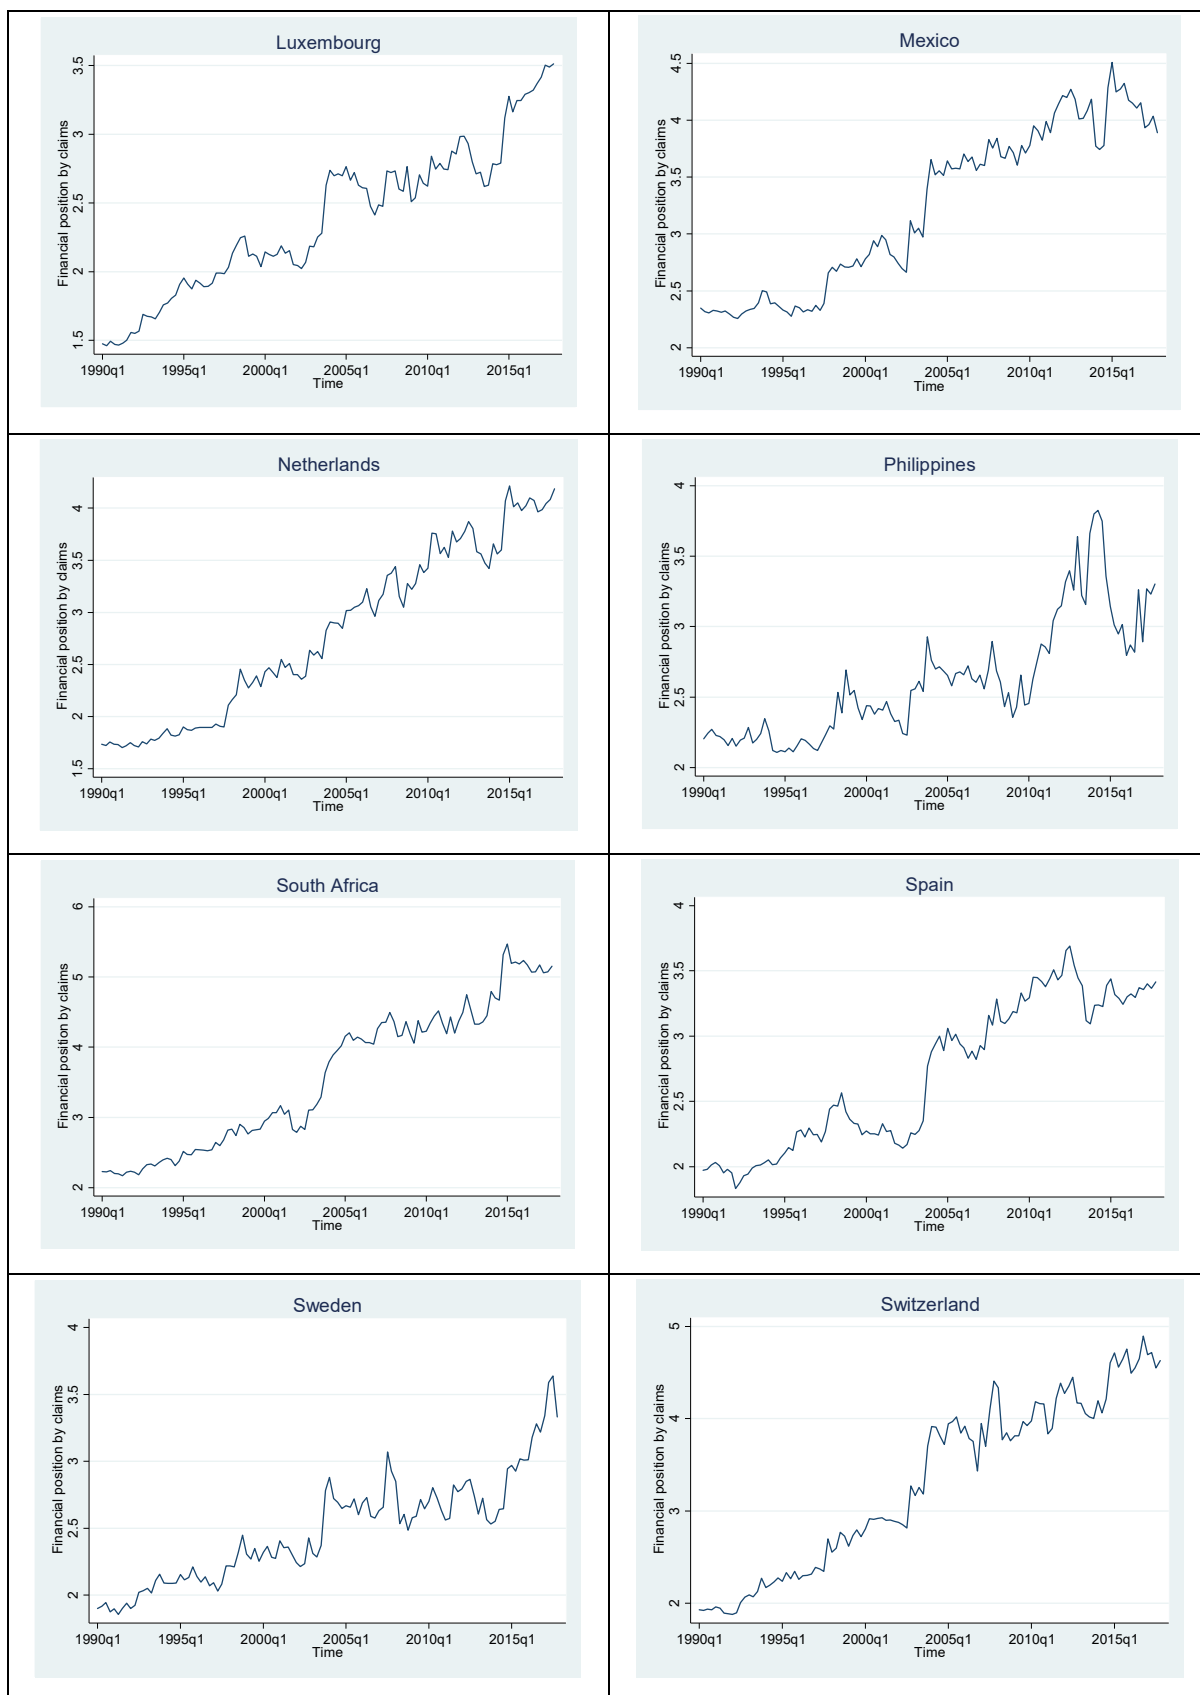 Luxembourg
Financial position by claims
3.5
3
2.5
2
1.5
1990q1 1995q1 2000q1 2005q1 2010q1 2015q1
Time
Mexico
Financial position by claims
4.5
4
3.5
3
2.5
2
1990q1 1995q1 2000q1 2005q1 2010q1 2015q1
Time
Netherlands
Financial position by claims
4
3.5
3
2.5
2
1.5
1990q1 1995q1 2000q1 2005q1 2010q1 2015q1
Time
Philippines
Financial position by claims
4
3.5
3
2.5
2
1990q1 1995q1 2000q1 2005q1 2010q1 2015q1
Time
South Africa
Financial position by claims
6
5
4
3
2
1990q1 1995q1 2000q1 2005q1 2010q1 2015q1
Time
Spain
Financial position by claims
4
3.5
3
2.5
2
1990q1 1995q1 2000q1 2005q1 2010q1 2015q1
Time
Sweden
Financial position by claims
4
3.5
3
2.5
2
1990q1 1995q1 2000q1 2005q1 2010q1 2015q1
Time
Switzerland
Financial position by claims
5
4
3
2
1990q1 1995q1 2000q1 2005q1 2010q1 2015q1
Time